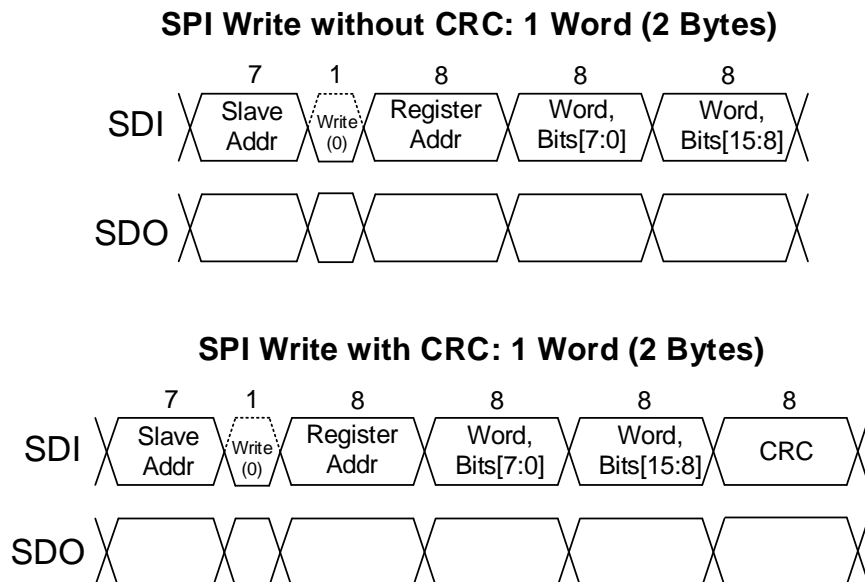 SPI Write without CRC: 1 Word (2 Bytes)
7 1 8 8 8
SDI
Slave
Addr
Write
(0)
Register
Addr
Word,
Bits[7:0]
Word,
Bits[15:8]
SDO
SPI Write with CRC: 1 Word (2 Bytes)
7 1 8 8 8 8
SDI
Slave
Addr
Write
(0)
Register
Addr
Word,
Bits[7:0]
Word,
Bits[15:8]
CRC
SDO